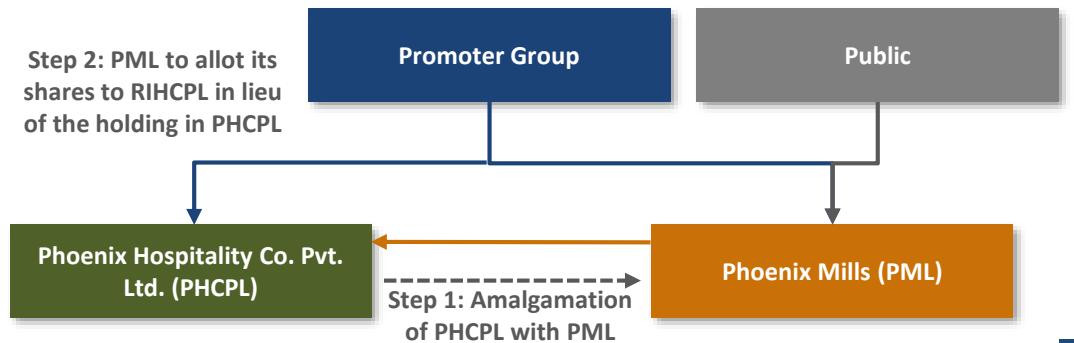 Step 2: PML to allot its
shares to RIHCPL in lieu
of the holding in PHCPL
Promoter Group
Public
Phoenix Hospitality Co. Pvt.
Ltd. (PHCPL)
Step 1: Amalgamation
of PHCPL with PML
Phoenix Mills (PML)